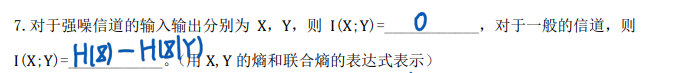 7.对于强噪信道的输入输出分别为 X，Y，则 I(X;Y)=0，对于一般的信道，则
I(X;Y)=H(X)-H(X|Y)。（用 X,Y 的熵和联合熵的表达式表示）